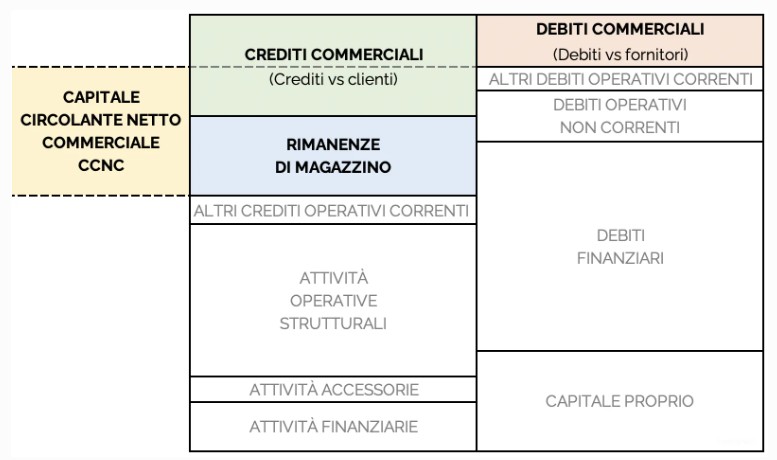 CAPITALE
CIRCOLANTE NETTO
COMMERCIALE
CCNC
CREDITI COMMERCIALI
(Crediti vs clienti)
RIMANENZE
DI MAGAZZINO
ALTRI CREDITI OPERATIVI CORRENTI
ATTIVITÀ
OPERATIVE
STRUTTURALI
ATTIVITÀ ACCESSORIE
ATTIVITÀ FINANZIARIE
DEBITI COMMERCIALI
(Debiti vs fornitori)
ALTRI DEBITI OPERATIVI CORRENTI
DEBITI OPERATIVI
NON CORRENTI
DEBITI
FINANZIARI
CAPITALE PROPRIO